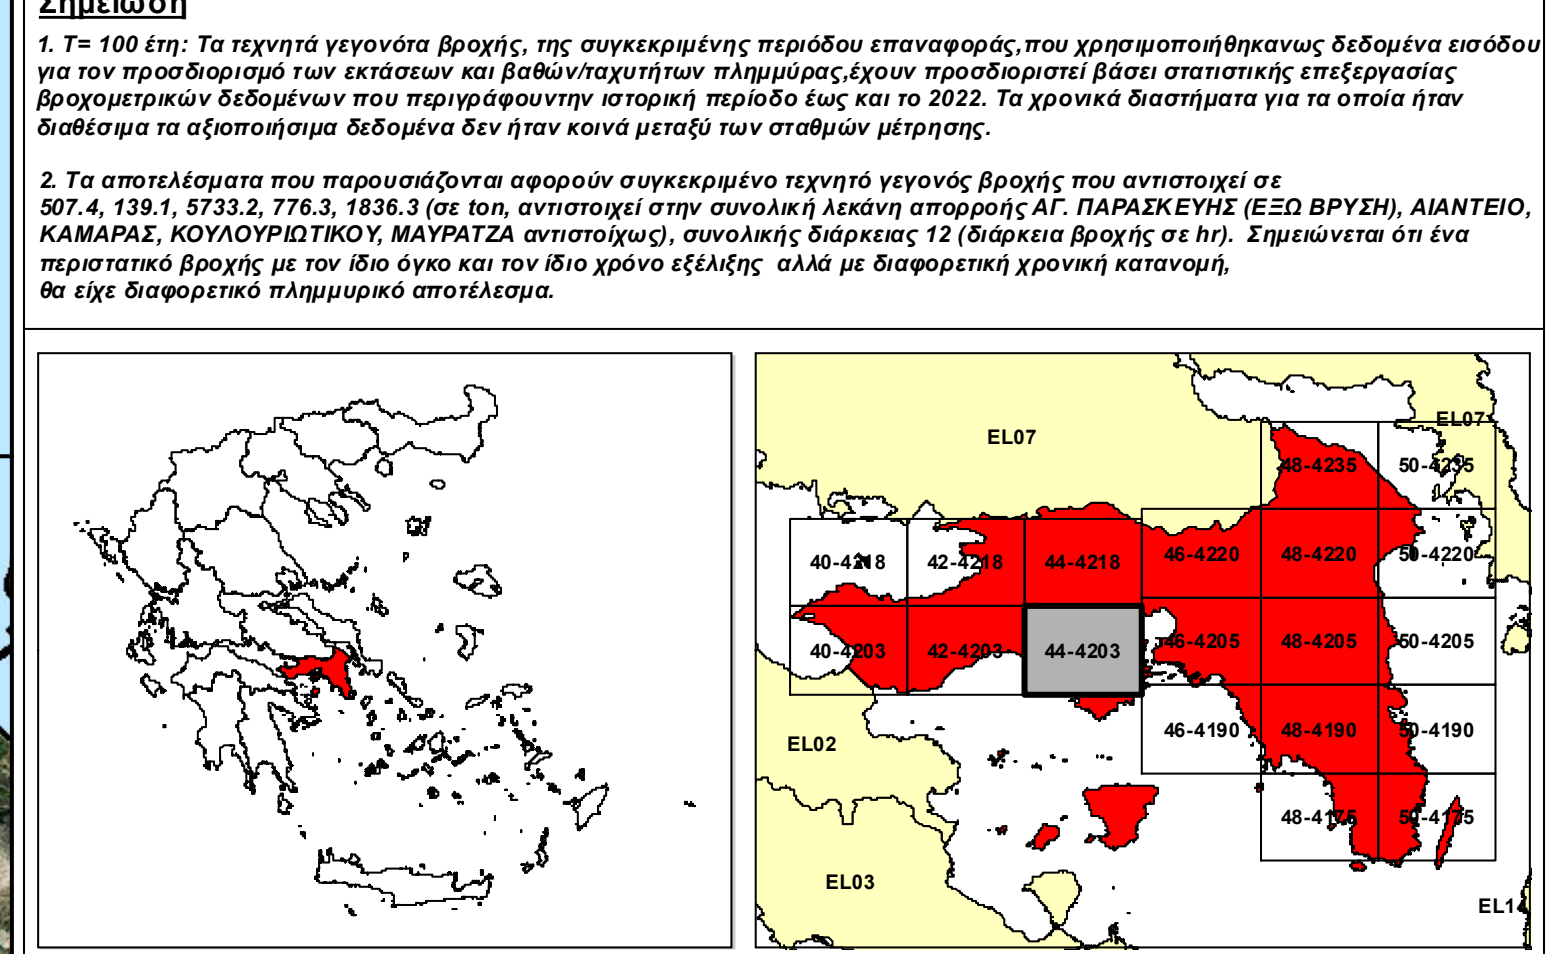 Σημείωση
1. Τ= 100 έτη: Τα τεχνητά γεγονότα βροχής, της συγκεκριμένης περιόδου επαναφοράς,που χρησιμοποιήθηκανως δεδομένα εισόδου
για τον προσδιορισμό των εκτάσεων και βαθών/ταχυτήτων πλημμύρας,έχουν προσδιοριστεί βάσει στατιστικής επεξεργασίας
βροχομετρικών δεδομένων που περιγράφουντην ιστορική περίοδο έως και το 2022. Τα χρονικά διαστήματα για τα οποία ήταν
διαθέσιμα τα αξιοποιήσιμα δεδομένα δεν ήταν κοινά μεταξύ των σταθμών μέτρησης.
2. Τα αποτελέσματα που παρουσιάζονται αφορούν συγκεκριμένο τεχνητό γεγονός βροχής που αντιστοιχεί σε
507.4, 139.1, 5733.2, 776.3, 1836.3 (σε ton, αντιστοιχεί στην συνολική λεκάνη απορροής ΑΓ. ΠΑΡΑΣΚΕΥΗΣ (ΕΞΩ ΒΡΥΣΗ), ΑΙΑΝΤΕΙΟ,
ΚΑΜΑΡΑΣ, ΚΟΥΛΟΥΡΙΩΤΙΚΟΥ, ΜΑΥΡΑΤΖΑ αντιστοίχως), συνολικής διάρκειας 12 (διάρκεια βροχής σε hr). Σημειώνεται ότι ένα
περιστατικό βροχής με τον ίδιο όγκο και τον ίδιο χρόνο εξέλιξης αλλά με διαφορετική χρονική κατανομή,
θα είχε διαφορετικό πλημμυρικό αποτέλεσμα.
EL07
EL07
48-4235 50-4235
40-4218 42-4218 44-4218 46-4220 48-4220 50-4220
40-4203 42-4203 44-4203 46-4205 48-4205 50-4205
EL02 46-4190 48-4190 50-4190
48-4175 50-4175
EL03
EL14